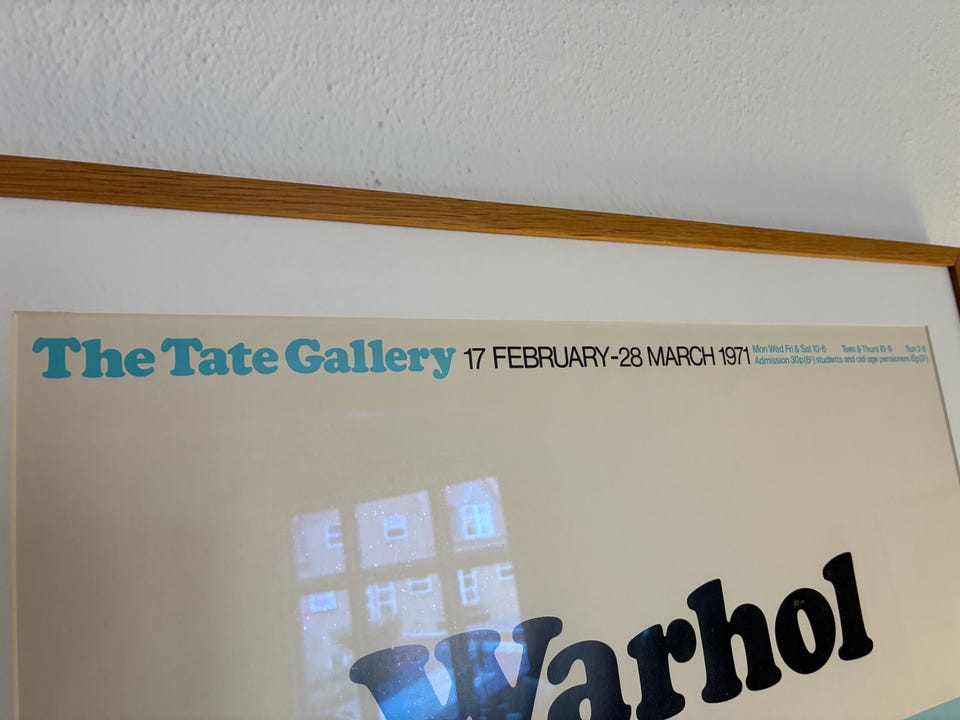 The Tate Gallery 17 FEBRUARY-28 MARCH 1971
Mon Wed Fri & Sat 10-6 Tues & Thurs 10-8 Sun 2-6
Admission 30p (6/-) students and old-age pensioners 15p (3/-)
Warhol